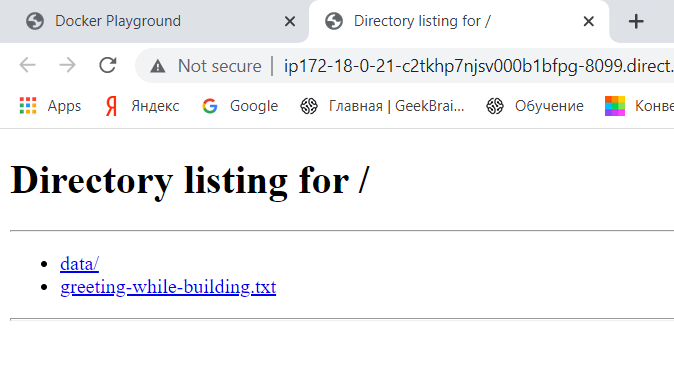 Docker Playground
Directory listing for /
Not secure | ip172-18-0-21-c2tkhp7njsv000b1bfpg-8099.direct.
Apps Яндекс Google Главная | GeekBrai... Обучение Конве
Directory listing for /
data/
greeting-while-building.txt